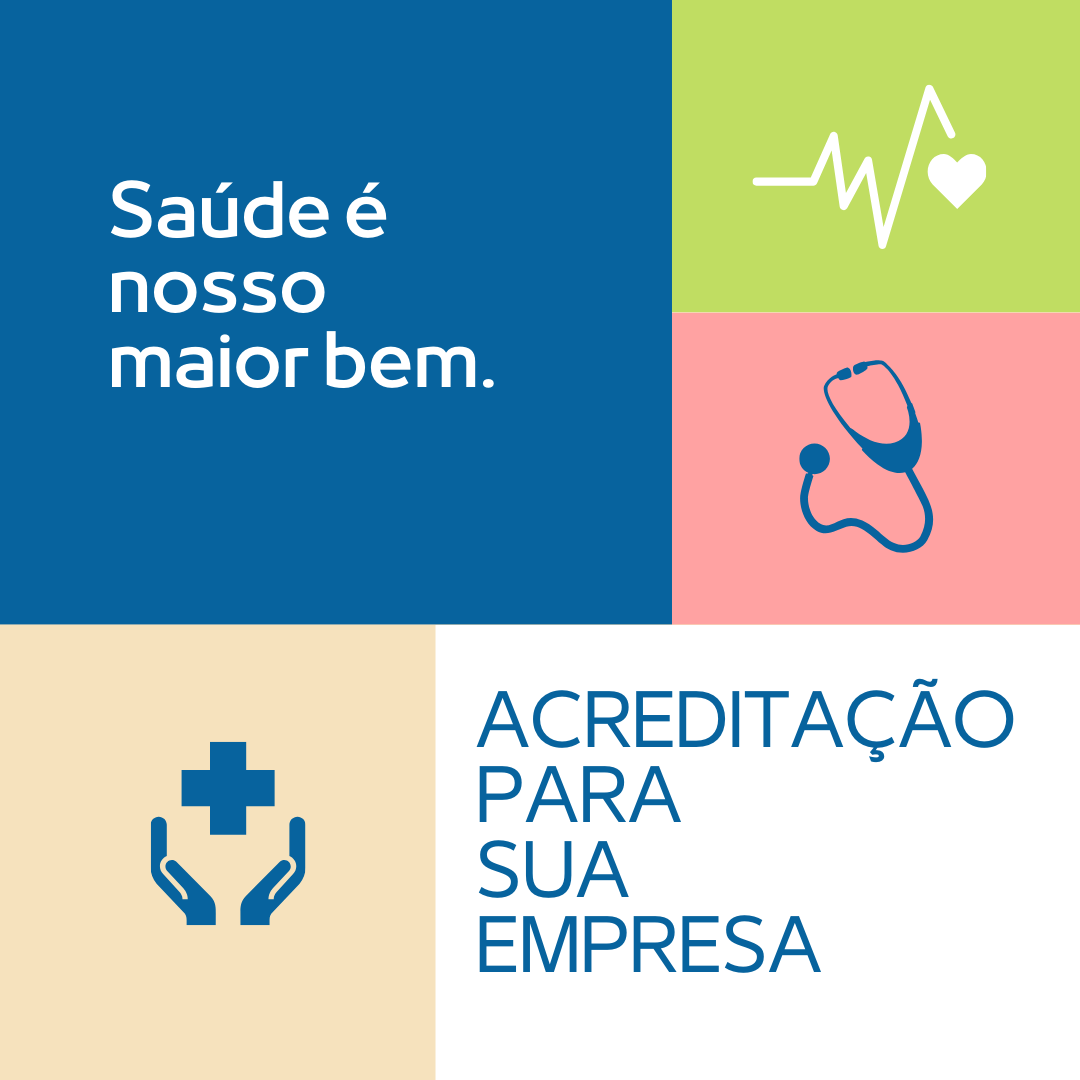 Saúde é
nosso
maior bem.
ACREDITAÇÃO
PARA
SUA
EMPRESA